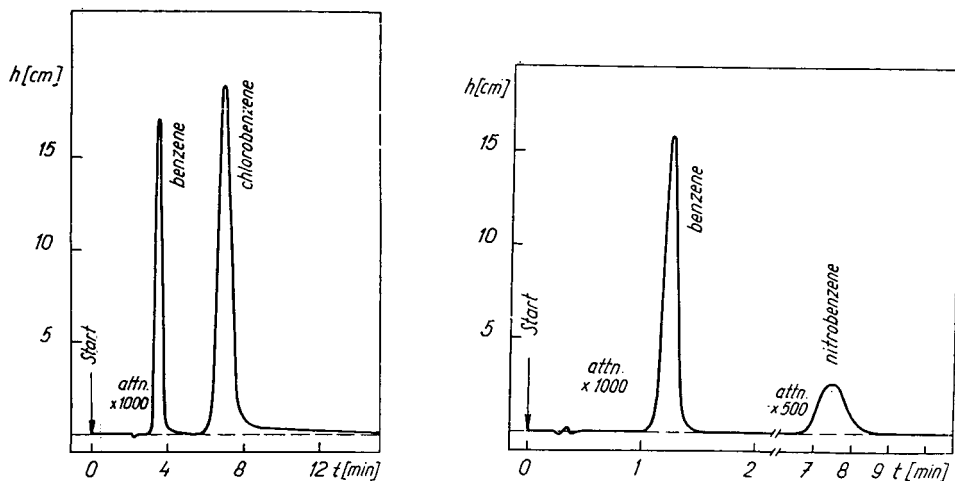 h[cm]
15
10
5
Start
attn.
x1000
benzene
chlorobenzene
0
4
8
12
t[min]
h[cm]
15
10
5
Start
attn.
x 1000
benzene
attn.
x500
nitrobenzene
0
1
2
7
8
9
t[min]